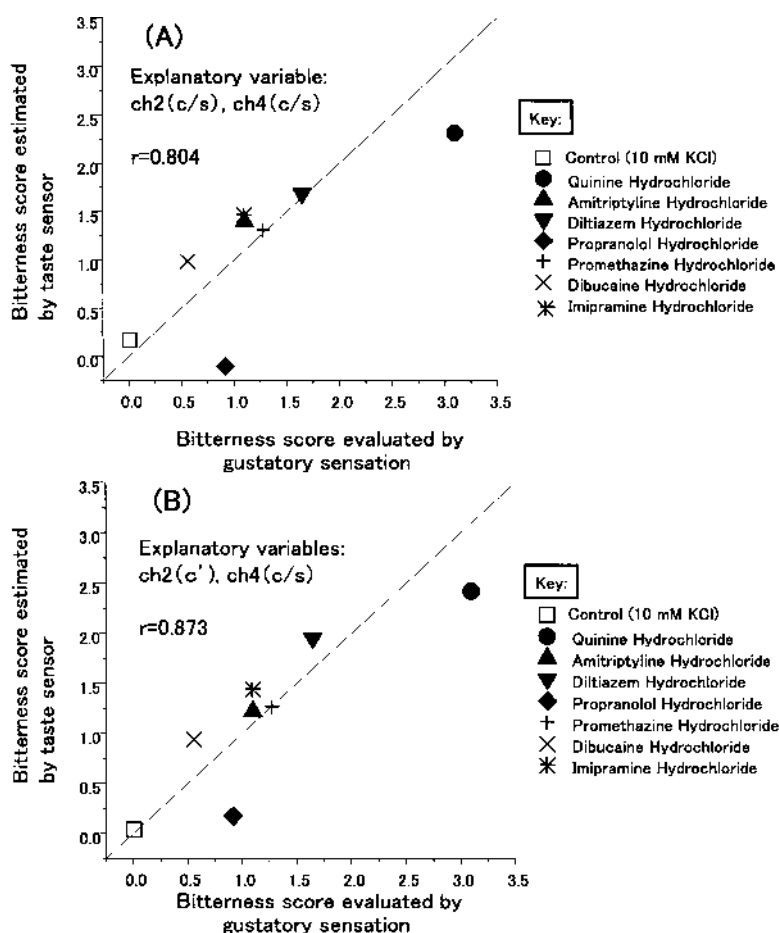 (A)
Explanatory variable:
ch2(c/s), ch4(c/s)
r=0.804
3.5
3.0
2.5
2.0
1.5
1.0
0.5
0.0
Bitterness score estimated
by taste sensor
0.0 0.5 1.0 1.5 2.0 2.5 3.0 3.5
Bitterness score evaluated by
gustatory sensation
Key:
Control (10 mM KCl)
Quinine Hydrochloride
Amitriptyline Hydrochloride
Diltiazem Hydrochloride
Propranolol Hydrochloride
Promethazine Hydrochloride
Dibucaine Hydrochloride
Imipramine Hydrochloride
(B)
Explanatory variables:
ch2(c'), ch4(c/s)
r=0.873
3.5
3.0
2.5
2.0
1.5
1.0
0.5
0.0
Bitterness score estimated
by taste sensor
0.0 0.5 1.0 1.5 2.0 2.5 3.0 3.5
Bitterness score evaluated by
gustatory sensation
Key:
Control (10 mM KCl)
Quinine Hydrochloride
Amitriptyline Hydrochloride
Diltiazem Hydrochloride
Propranolol Hydrochloride
Promethazine Hydrochloride
Dibucaine Hydrochloride
Imipramine Hydrochloride